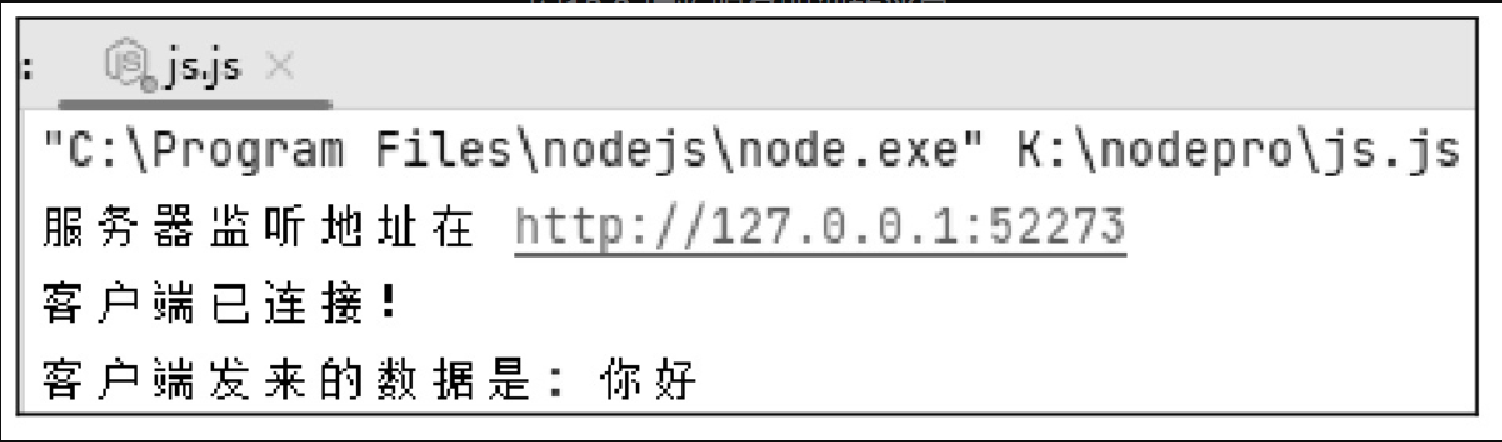 : js.js ×
"C:\Program Files\nodejs\node.exe" K:\nodepro\js.js
服务器监听地址在 http://127.0.0.1:52273
客户端已连接!
客户端发来的数据是: 你好